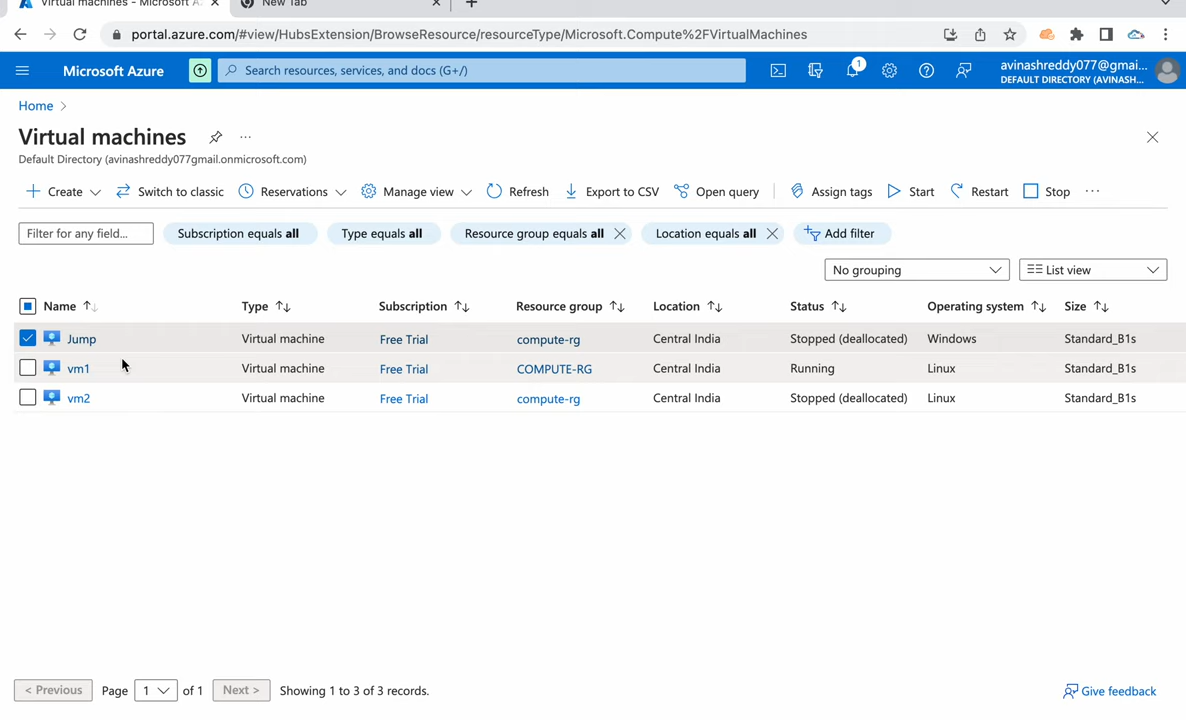 Virtual machines - Microsoft Az
New Tab
portal.azure.com/#view/HubsExtension/BrowseResource/resourceType/Microsoft.Compute%2FVirtualMachines
Microsoft Azure
Search resources, services, and docs (G+/)
1
avinashreddy077@gmai...
DEFAULT DIRECTORY (AVINASH...
Home >
Virtual machines ...
Default Directory (avinashreddy077gmail.onmicrosoft.com)
Create Switch to classic Reservations Manage view Refresh Export to CSV Open query Assign tags Start Restart Stop ...
Filter for any field... Subscription equals all Type equals all Resource group equals all Location equals all Add filter
No grouping List view
Name Type Subscription Resource group Location Status Operating system Size
Jump Virtual machine Free Trial compute-rg Central India Stopped (deallocated) Windows Standard_B1s
vm1 Virtual machine Free Trial COMPUTE-RG Central India Running Linux Standard_B1s
vm2 Virtual machine Free Trial compute-rg Central India Stopped (deallocated) Linux Standard_B1s
< Previous Page 1 of 1 Next > Showing 1 to 3 of 3 records. Give feedback